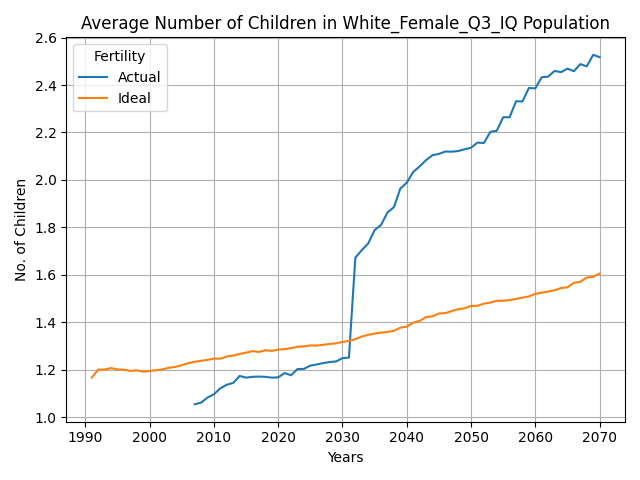 Average Number of Children in White_Female_Q3_IQ Population
Fertility
Actual
Ideal
No. of Children
2.6
2.4
2.2
2.0
1.8
1.6
1.4
1.2
1.0
1990 2000 2010 2020 2030 2040 2050 2060 2070
Years